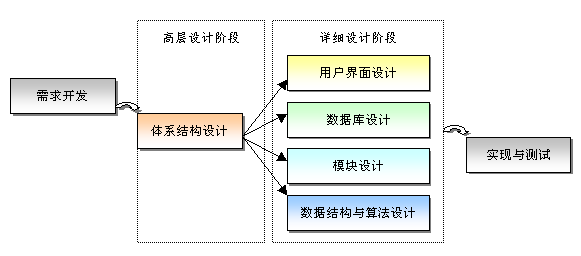 高层设计阶段
详细设计阶段
需求开发
体系结构设计
用户界面设计
数据库设计
模块设计
数据结构与算法设计
实现与测试